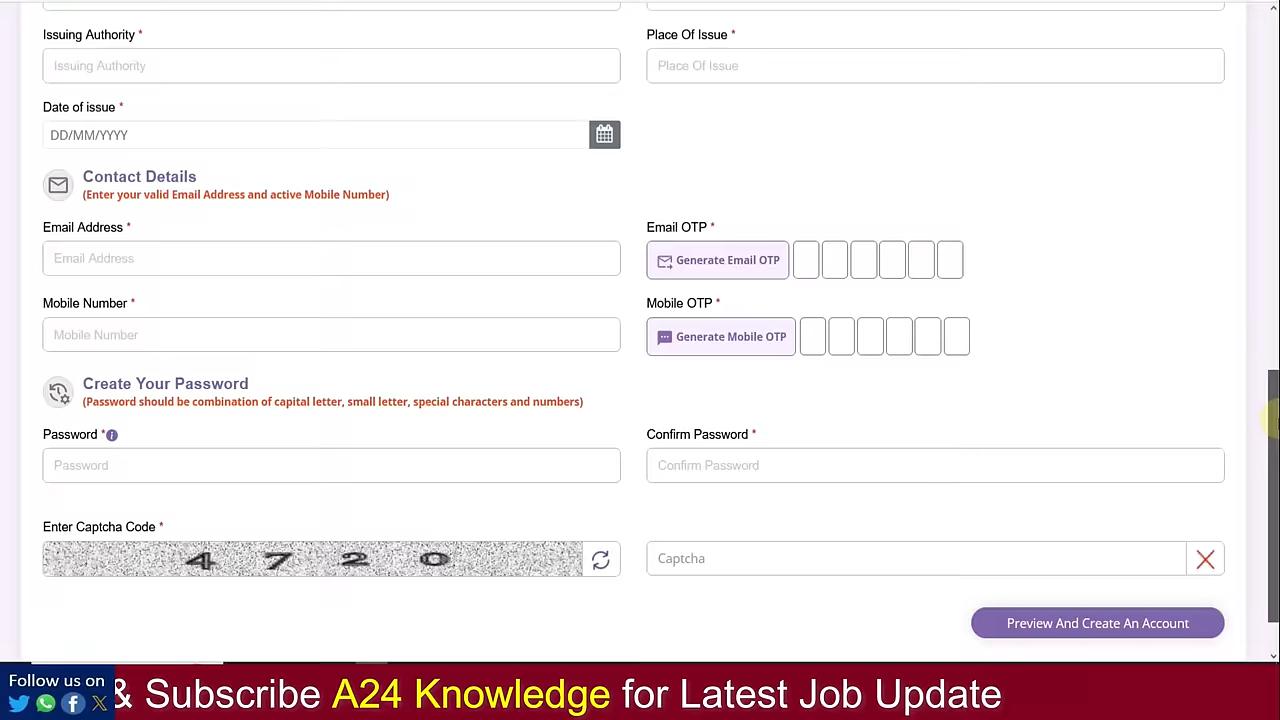 Issuing Authority *
Place Of Issue *
Issuing Authority
Place Of Issue
Date of issue *
DD/MM/YYYY
Contact Details
(Enter your valid Email Address and active Mobile Number)
Email Address *
Email OTP *
Email Address
Generate Email OTP
Mobile Number *
Mobile OTP *
Mobile Number
Generate Mobile OTP
Create Your Password
(Password should be combination of capital letter, small letter, special characters and numbers)
Password *
Confirm Password *
Password
Confirm Password
Enter Captcha Code *
4 7 2 0
Captcha
Preview And Create An Account
Follow us on
& Subscribe A24 Knowledge for Latest Job Update